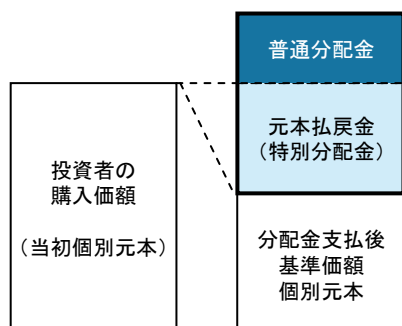 普通分配金
元本払戻金
（特別分配金）
投資者の
購入価額
（当初個別元本）
分配金支払後
基準価額
個別元本